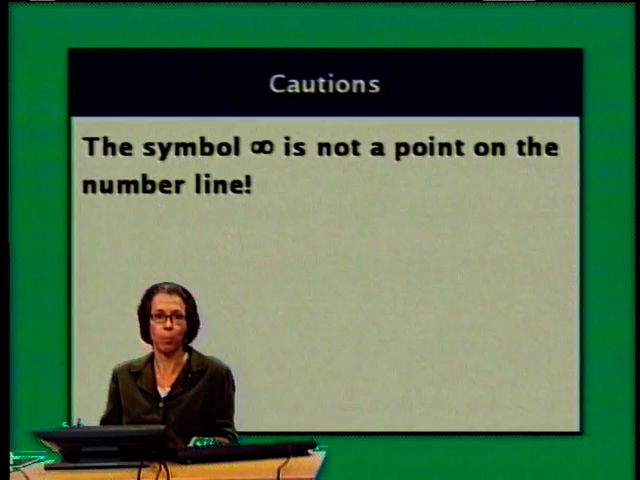 Cautions
The symbol ∞ is not a point on the
number line!